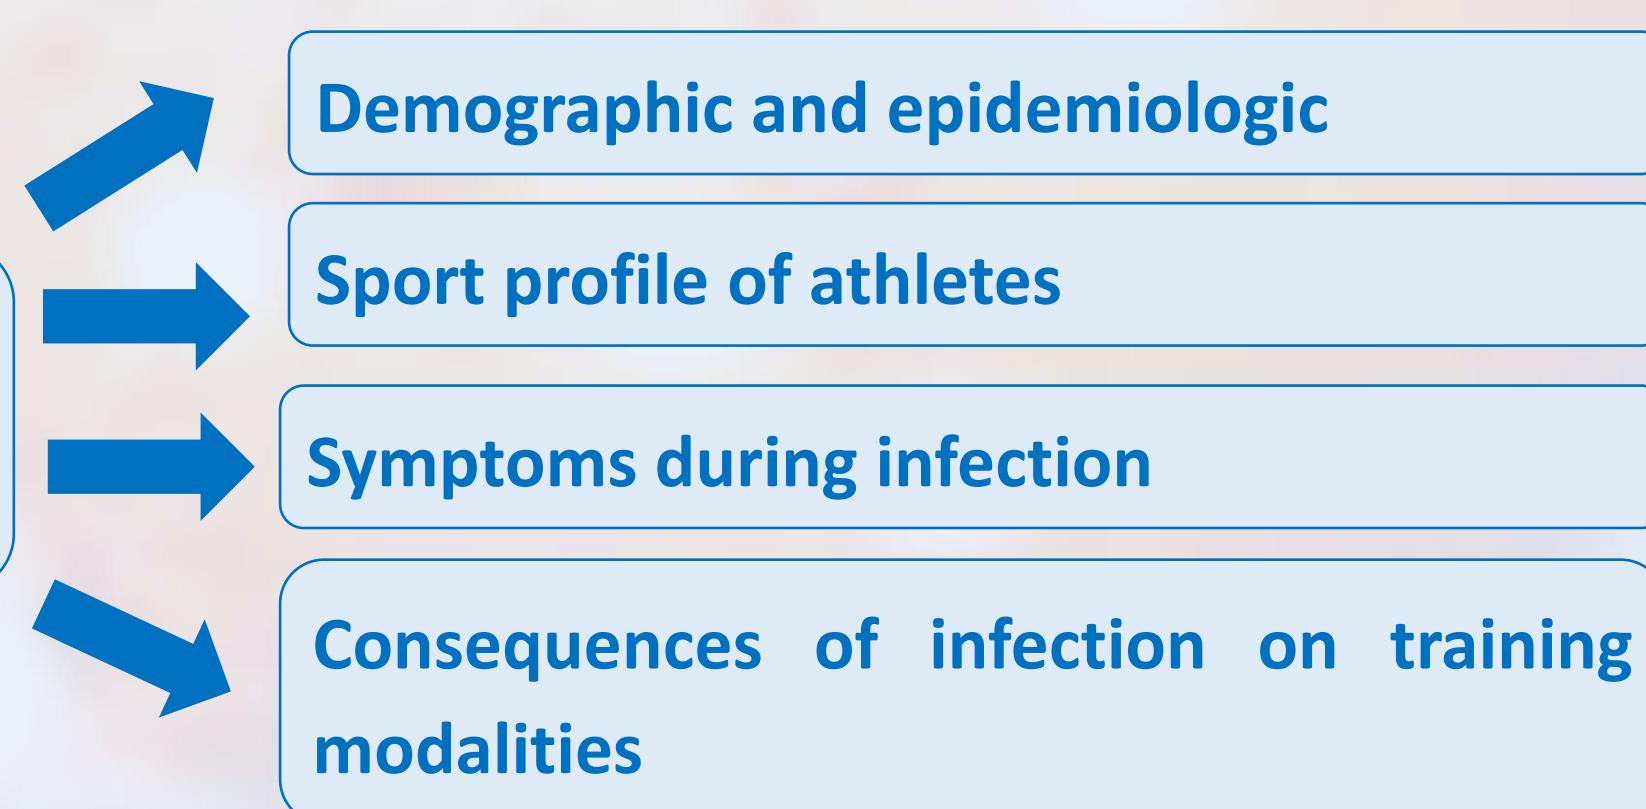 Demographic and epidemiologic
Sport profile of athletes
Symptoms during infection
Consequences of infection on training
modalities